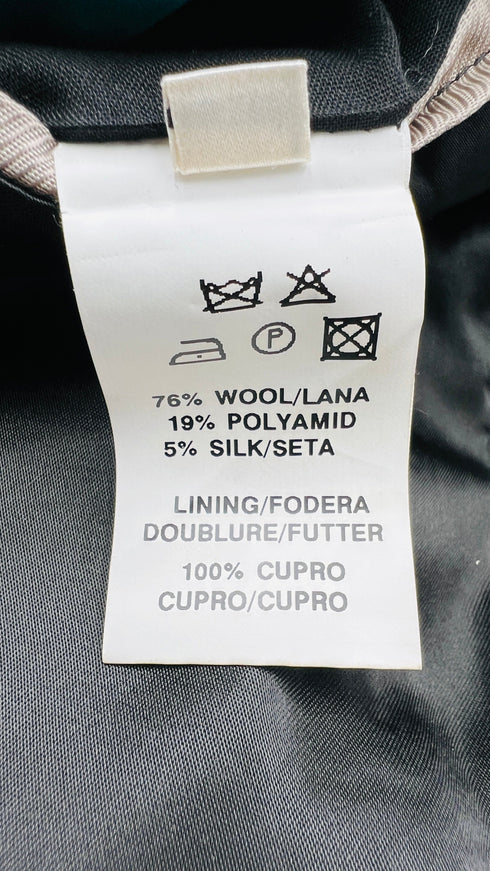 P
76% WOOL/LANA
19% POLYAMID
5% SILK/SETA
LINING/FODERA
DOUBLURE/FUTTER
100% CUPRO
CUPRO/CUPRO